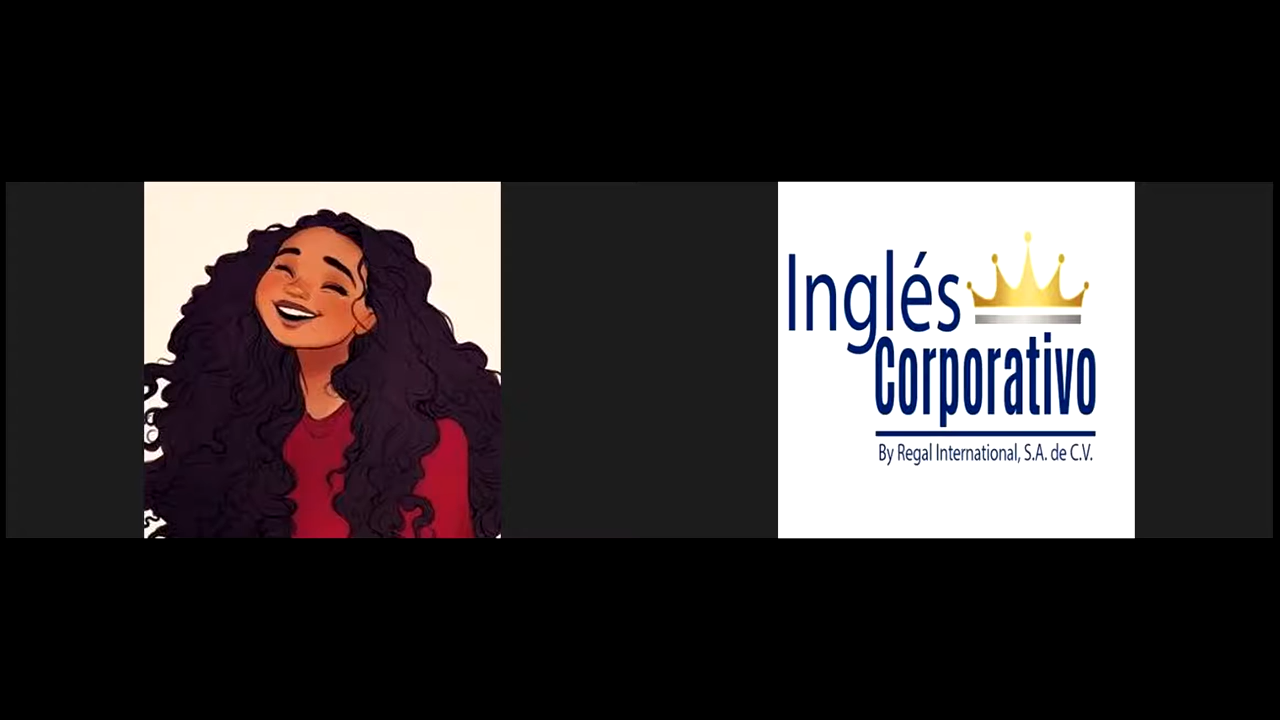 Inglés
Corporativo
By Regal International, S.A. de C.V.